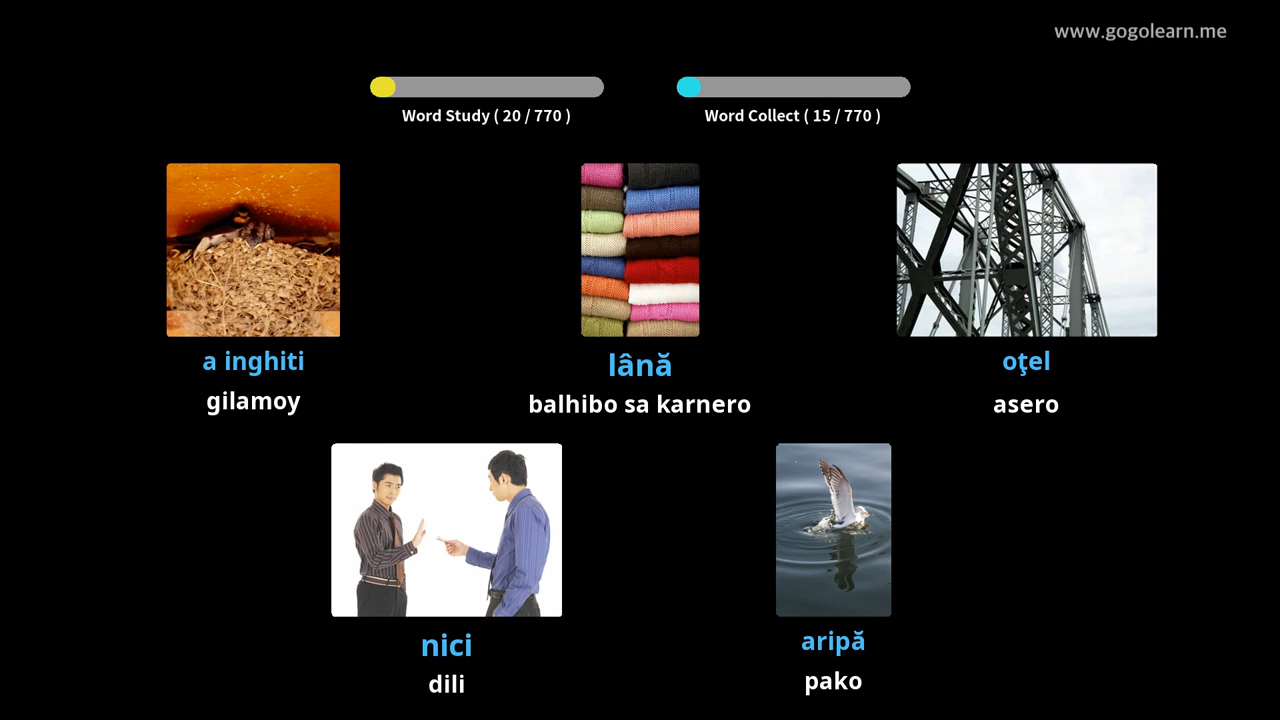 www.gogolearn.me
Word Study ( 20 / 770 )
Word Collect ( 15 / 770 )
a inghiti
gilamoy
lână
balhibo sa karnero
oţel
asero
nici
dili
aripă
pako